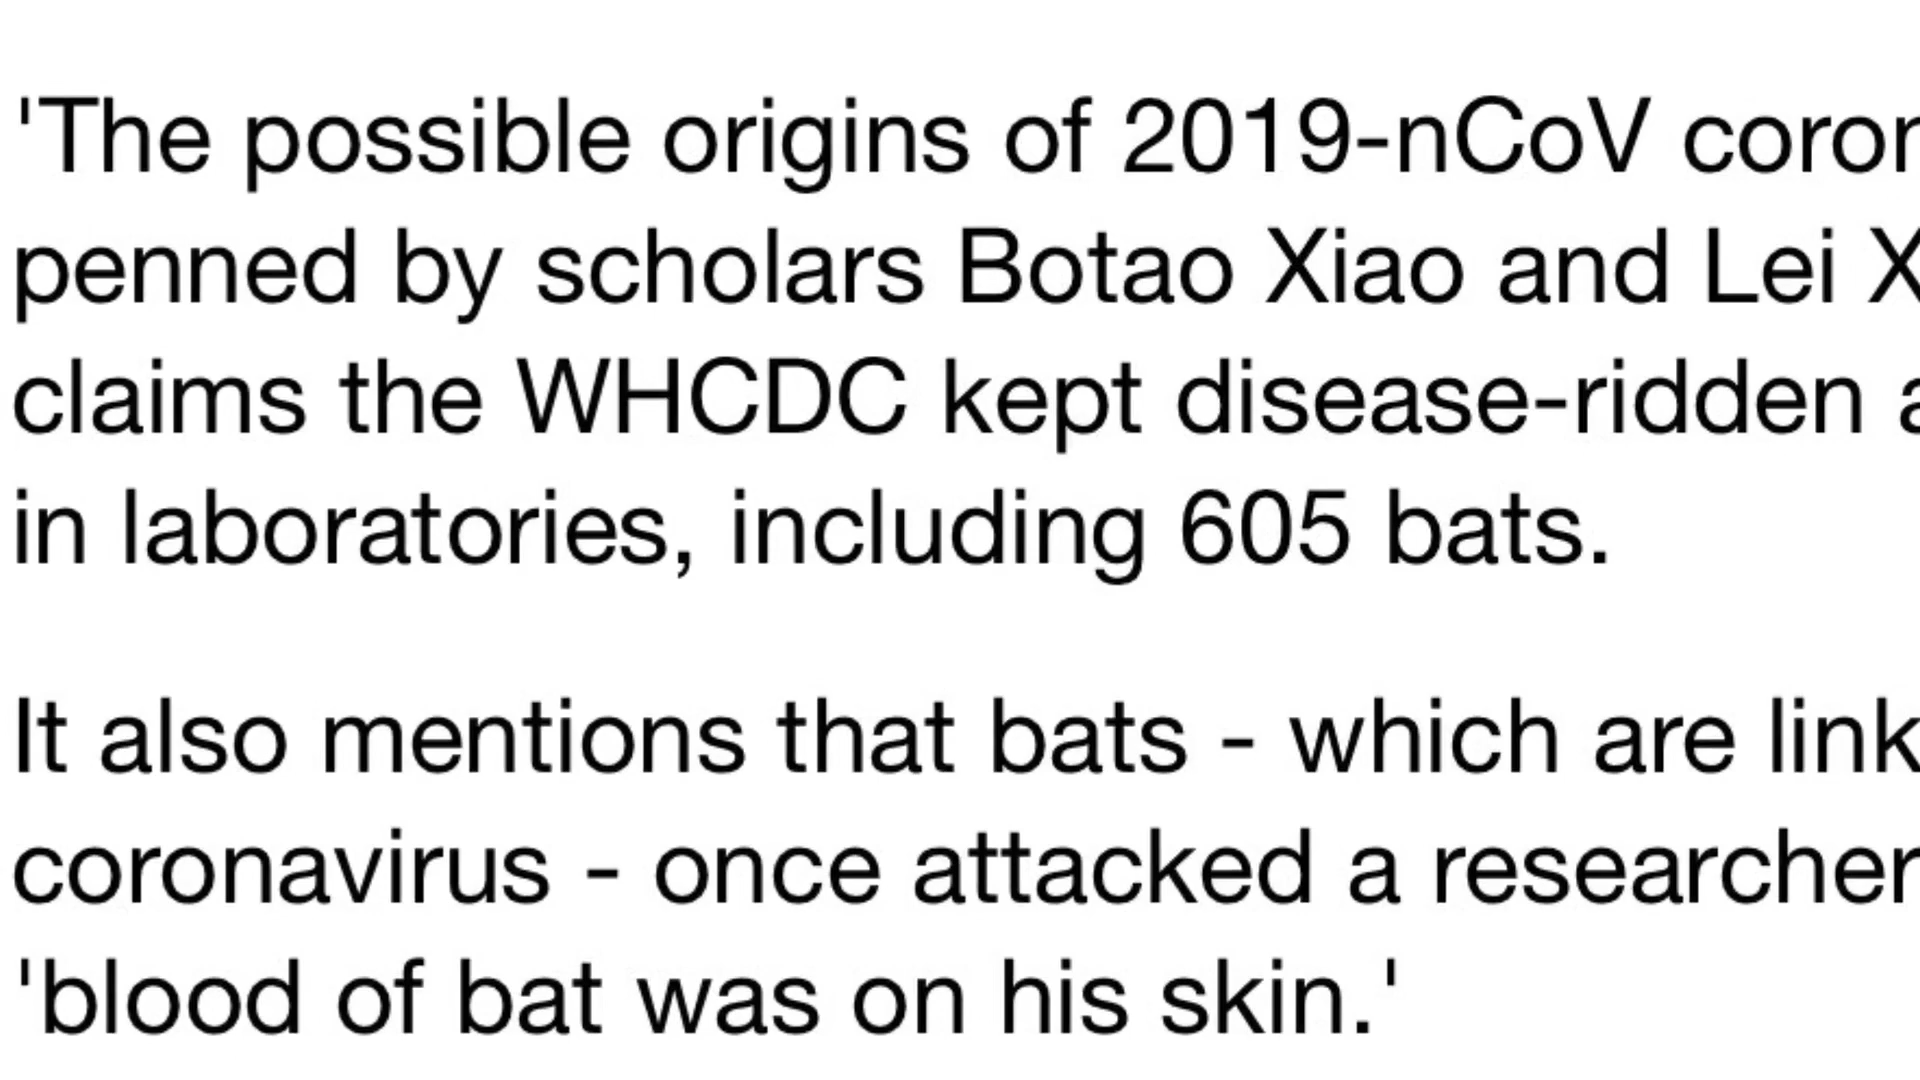 'The possible origins of 2019-nCoV
penned by scholars Botao Xiao and Lei
claims the WHCDC kept disease-ridden
in laboratories, including 605 bats.
It also mentions that bats - which are
coronavirus - once attacked a researcher
'blood of bat was on his skin.'